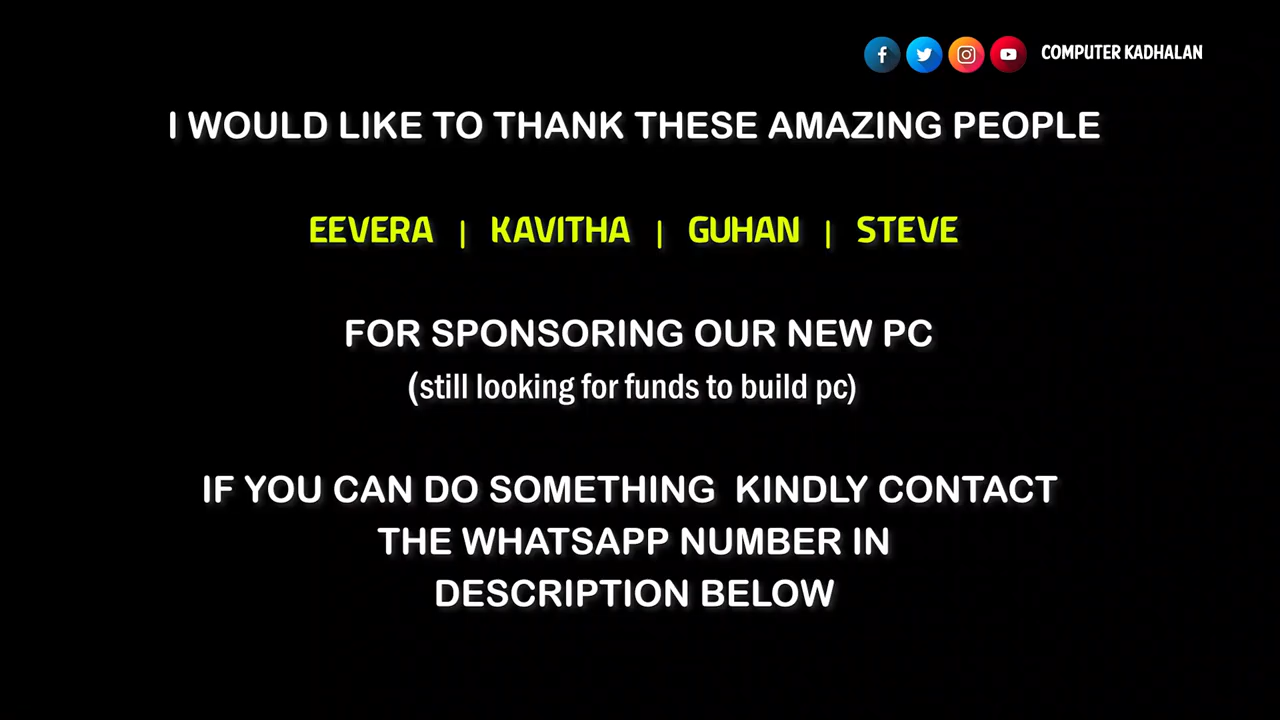 COMPUTER KADHALAN
I WOULD LIKE TO THANK THESE AMAZING PEOPLE
EEVERA | KAVITHA | GUHAN | STEVE
FOR SPONSORING OUR NEW PC
(still looking for funds to build pc)
IF YOU CAN DO SOMETHING KINDLY CONTACT
THE WHATSAPP NUMBER IN
DESCRIPTION BELOW